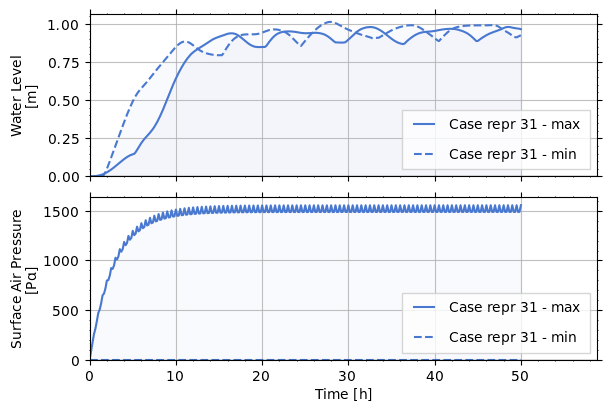 1.00
0.75
0.50
0.25
0.00
Water Level
[m]
Case repr 31 - max
Case repr 31 - min
1500
1000
500
0
Surface Air Pressure
[Pa]
Case repr 31 - max
Case repr 31 - min
0 10 20 30 40 50
Time [h]